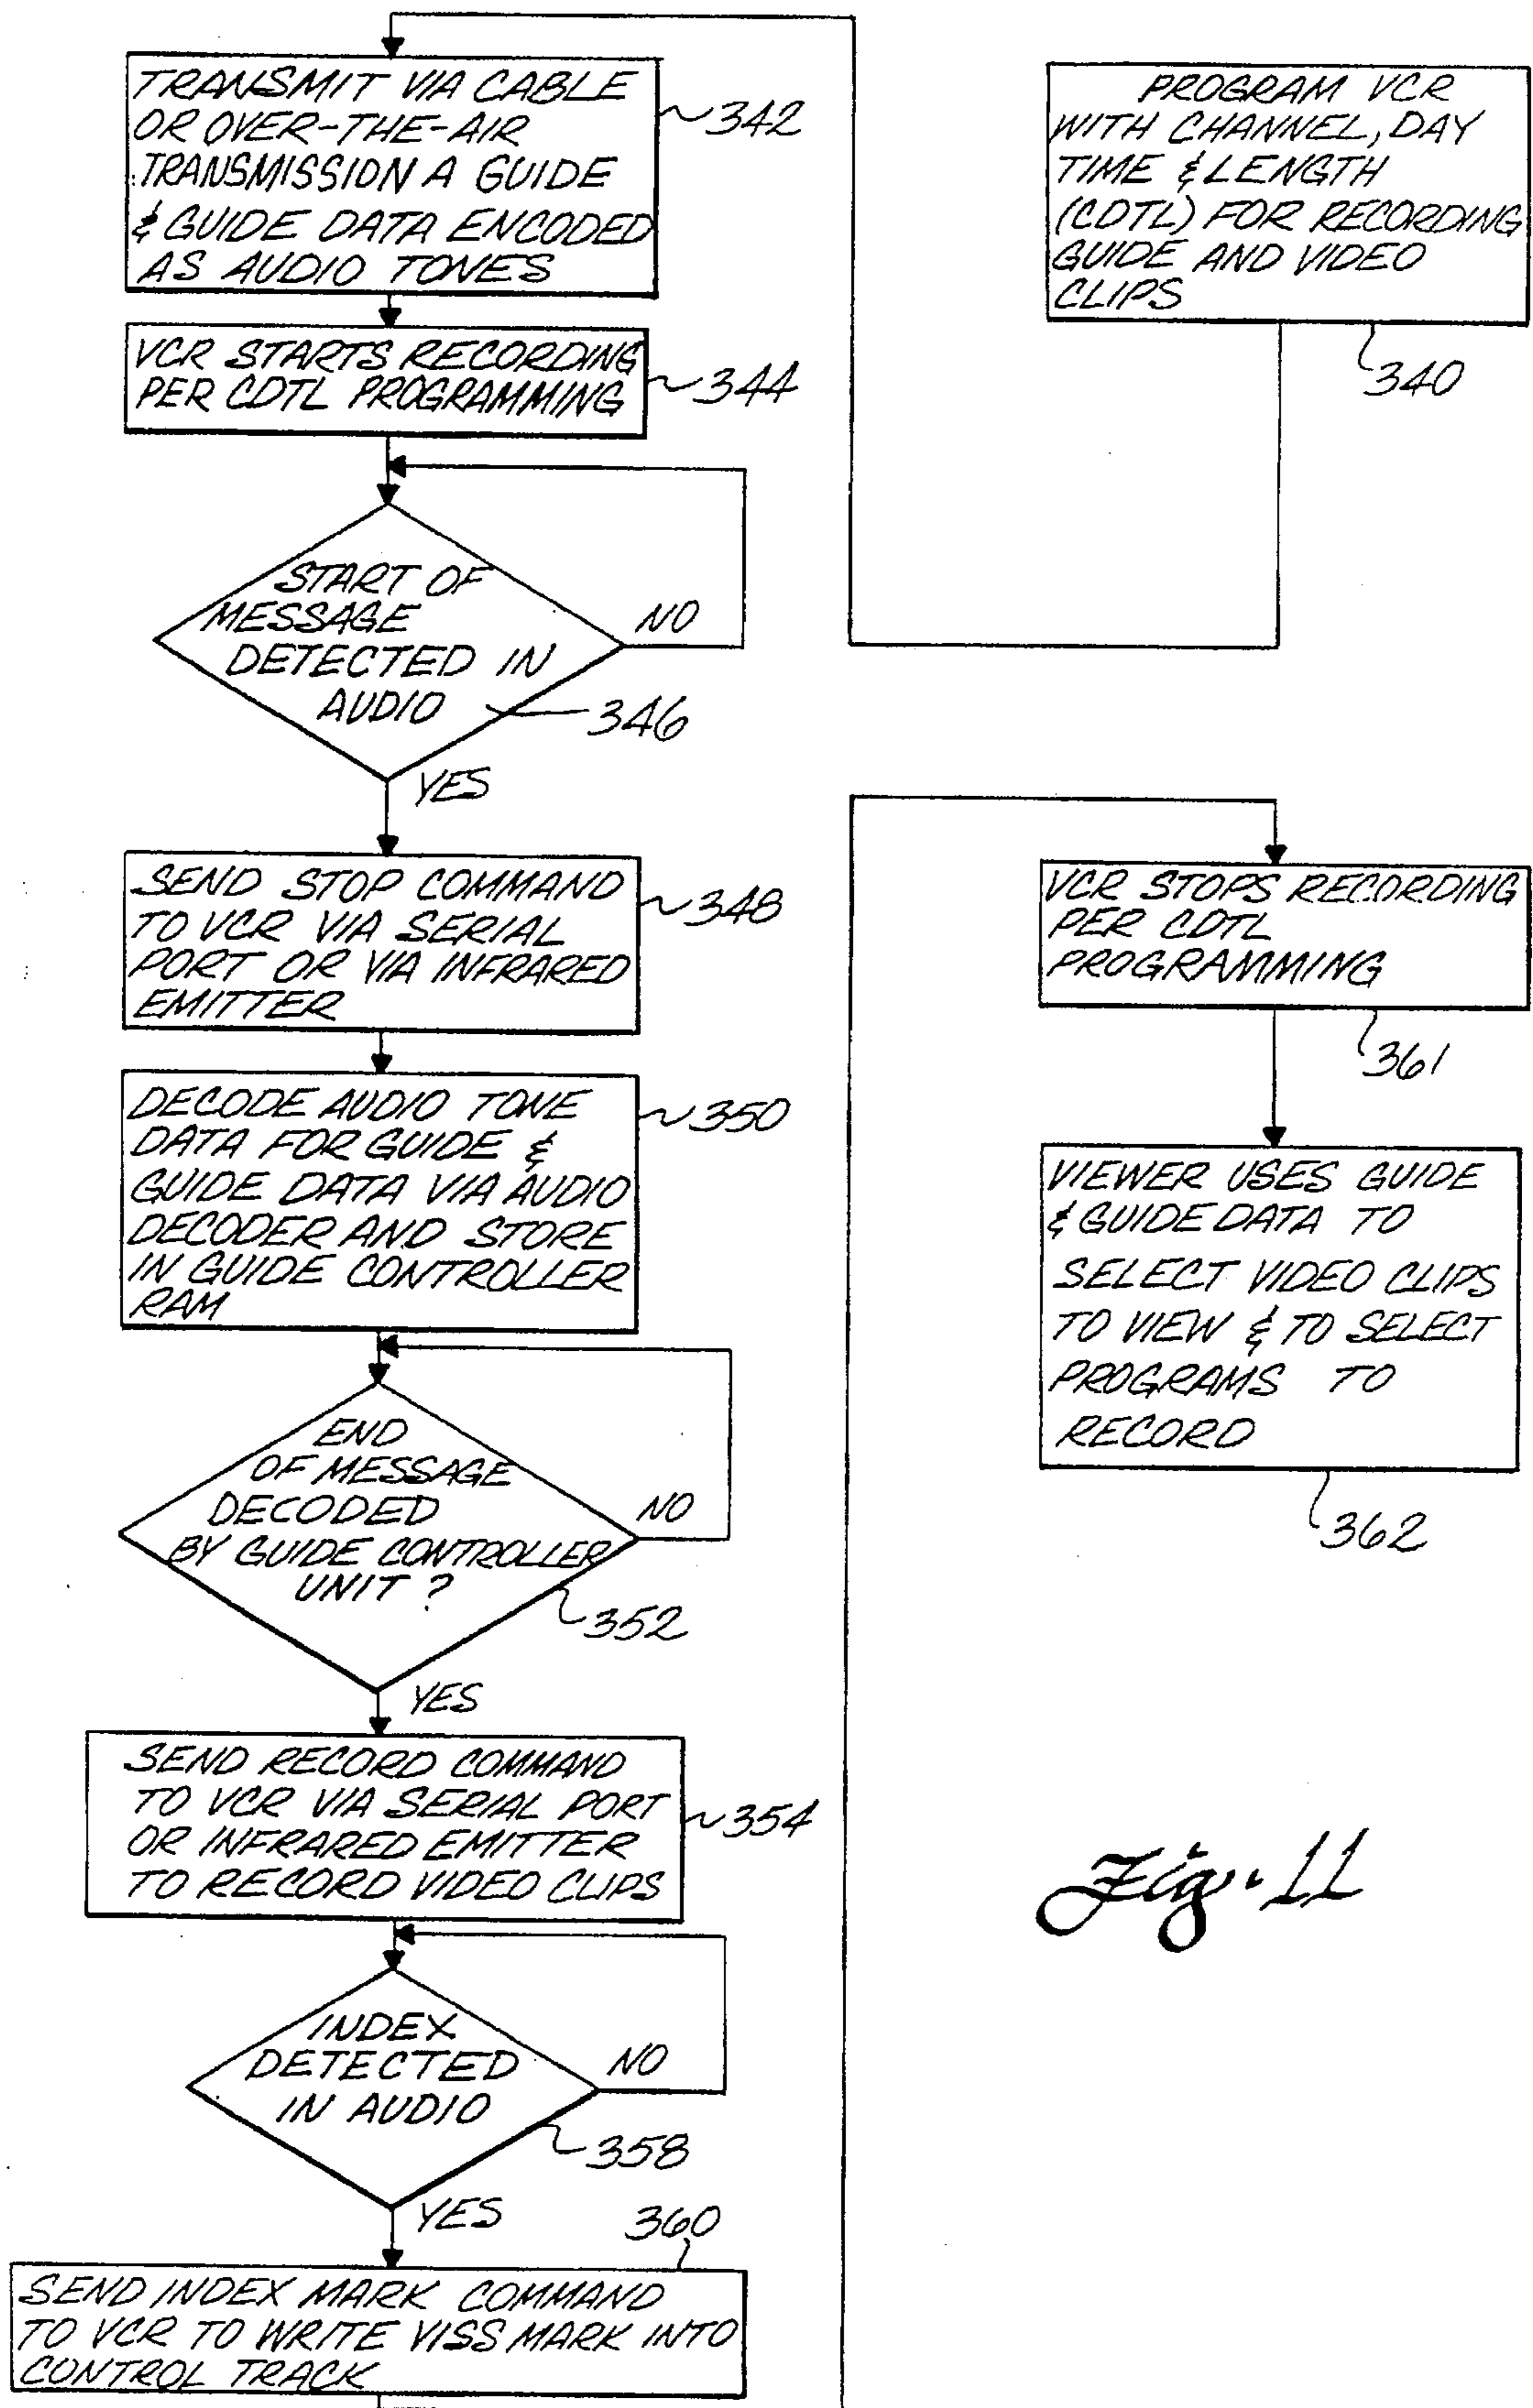 TRANSMIT VIA CABLE
OR OVER-THE-AIR
TRANSMISSION A GUIDE
& GUIDE DATA ENCODED
AS AUDIO TONES
342
VCR STARTS RECORDING
PER CDTL PROGRAMMING
344
START OF
MESSAGE
DETECTED IN
AUDIO
346
NO
YES
SEND STOP COMMAND
TO VCR VIA SERIAL
PORT OR VIA INFRARED
EMITTER
348
DECODE AUDIO TONE
DATA FOR GUIDE &
GUIDE DATA VIA AUDIO
DECODER AND STORE
IN GUIDE CONTROLLER
RAM
350
END
OF MESSAGE
DECODED
BY GUIDE CONTROLLER
UNIT ?
352
NO
YES
SEND RECORD COMMAND
TO VCR VIA SERIAL PORT
OR INFRARED EMITTER
TO RECORD VIDEO CLIPS
354
INDEX
DETECTED
IN AUDIO
358
NO
YES
360
SEND INDEX MARK COMMAND
TO VCR TO WRITE VISS MARK INTO
CONTROL TRACK
PROGRAM VCR
WITH CHANNEL, DAY
TIME & LENGTH
(CDTL) FOR RECORDING
GUIDE AND VIDEO
CLIPS
340
VCR STOPS RECORDING
PER CDTL
PROGRAMMING
361
VIEWER USES GUIDE
& GUIDE DATA TO
SELECT VIDEO CLIPS
TO VIEW & TO SELECT
PROGRAMS TO
RECORD
362
Fig. 11